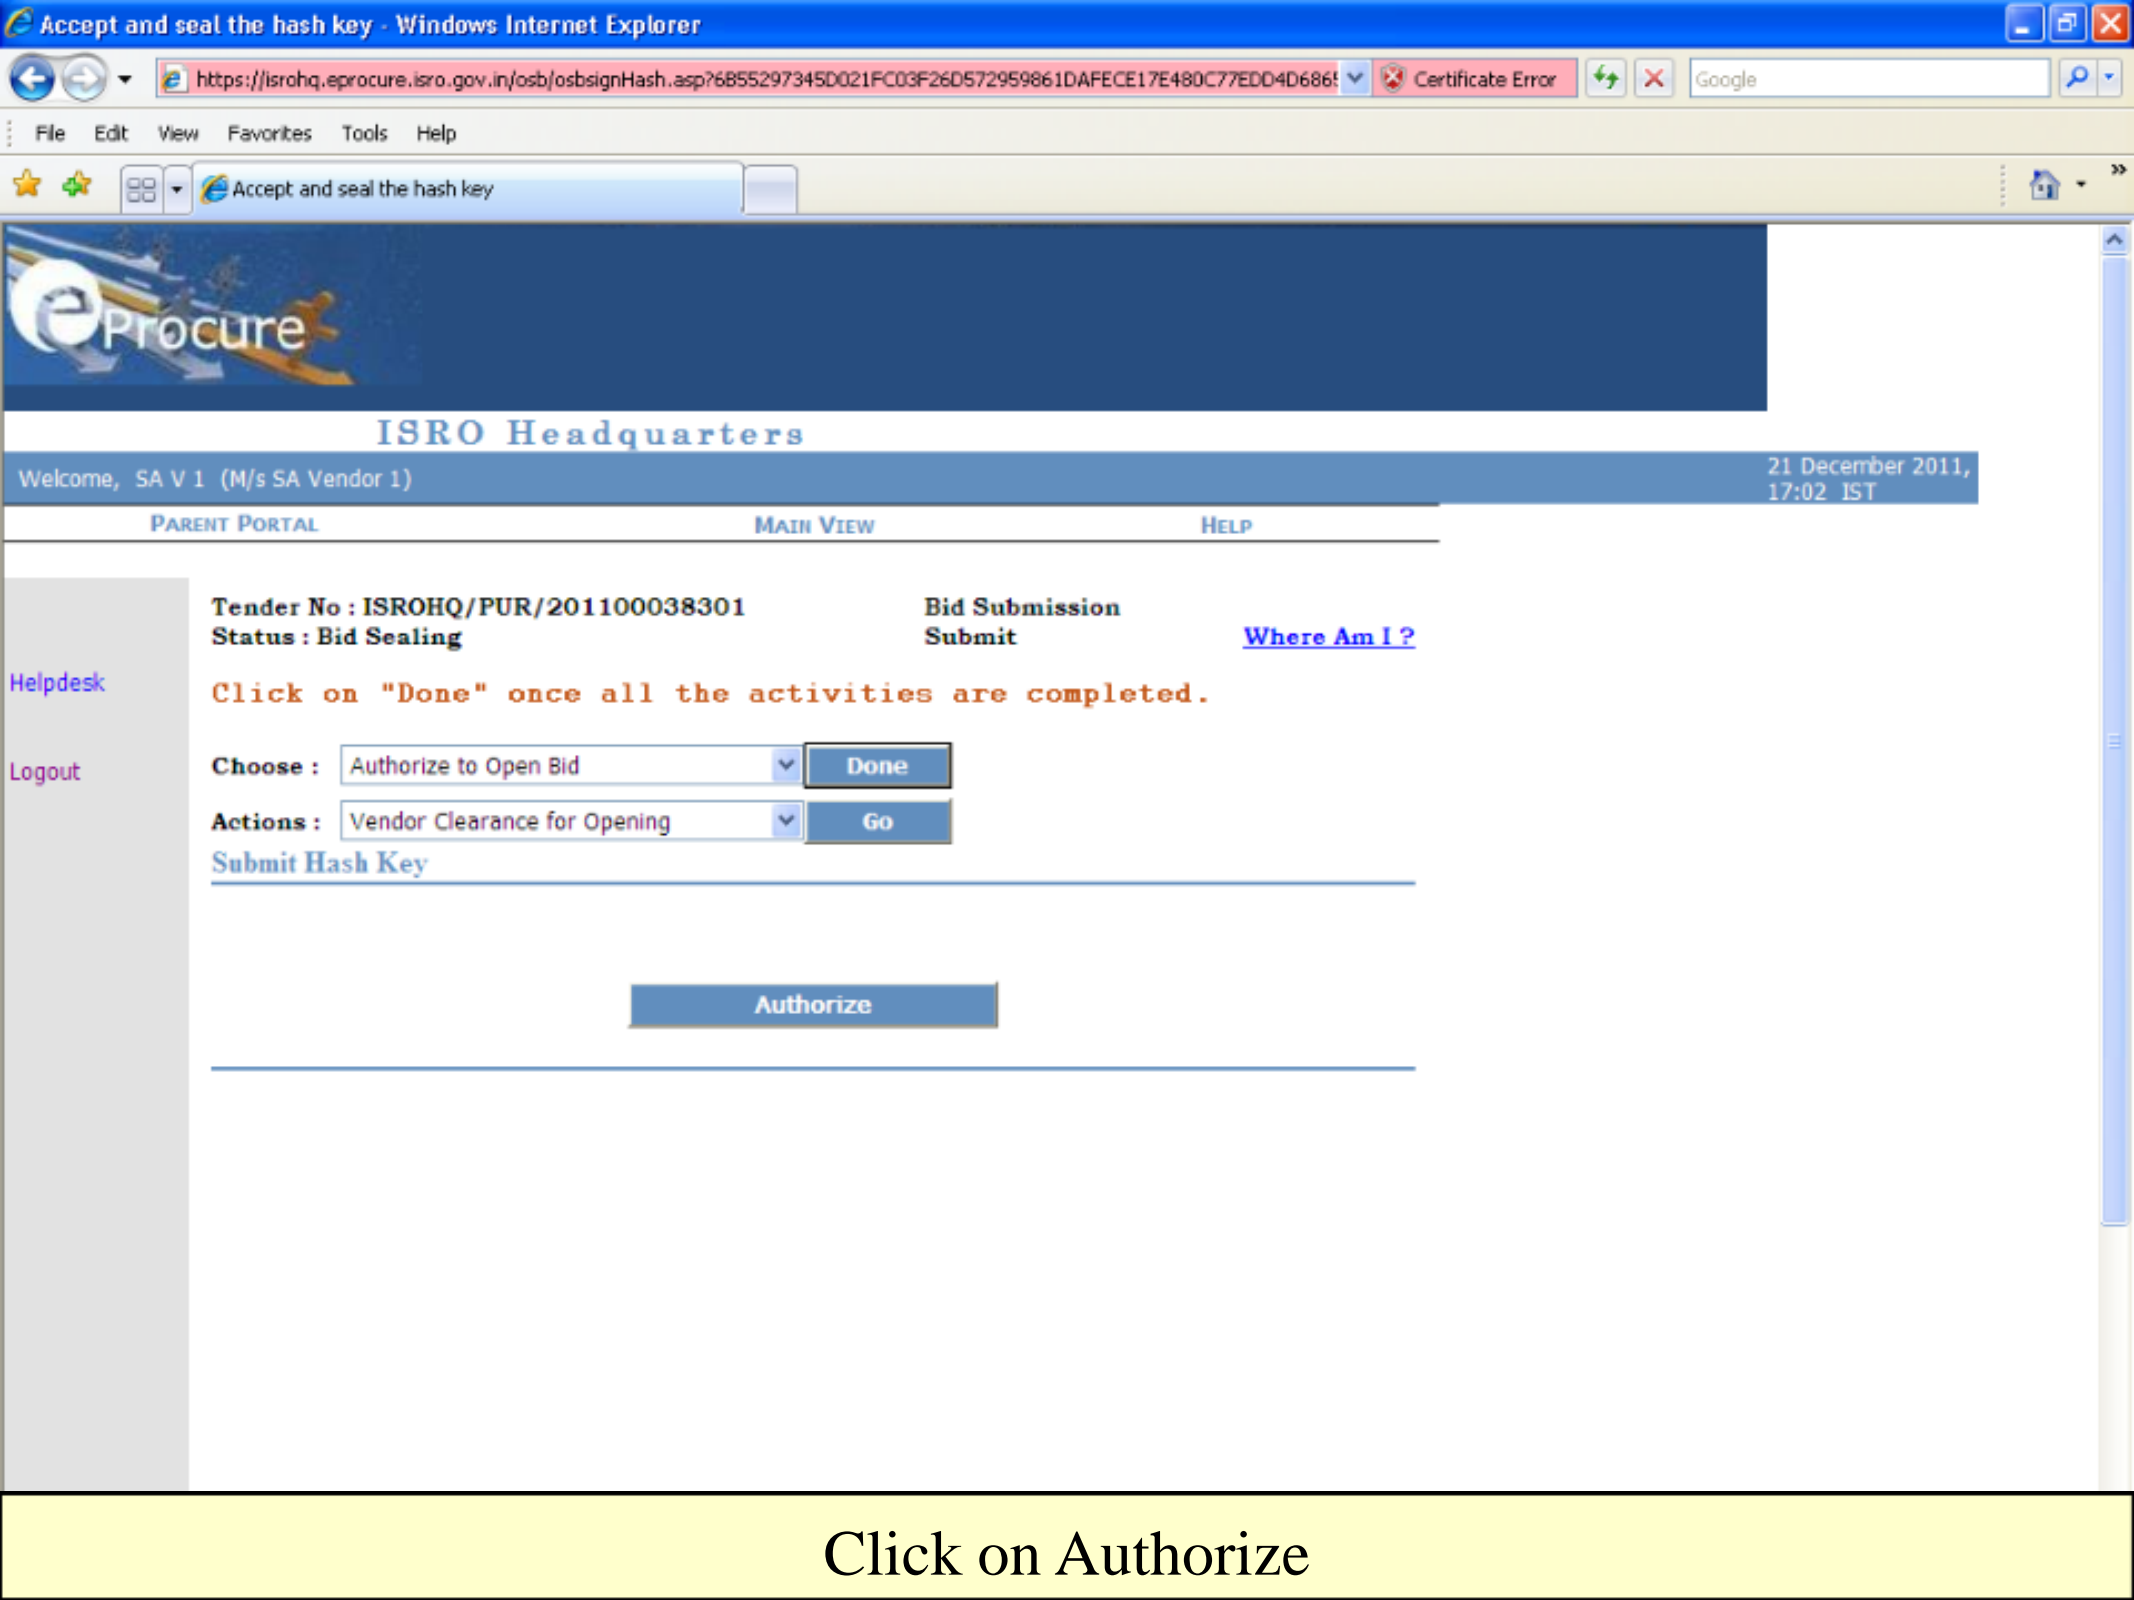 Accept and seal the hash key - Windows Internet Explorer
https://isrohq.eprocure.isro.gov.in/osb/osbsignHash.asp?6B55297345D021FC03F26D572959861DAFECE17E480C77EDD4D686 Certificate Error Google
File Edit View Favorites Tools Help
Accept and seal the hash key
eProcure
ISRO Headquarters
Welcome, SA V 1 (M/s SA Vendor 1) 21 December 2011,
17:02 IST
PARENT PORTAL MAIN VIEW HELP
Tender No : ISROHQ/PUR/201100038301 Bid Submission
Status : Bid Sealing Submit Where Am I ?
Helpdesk
Click on "Done" once all the activities are completed.
Logout
Choose : Authorize to Open Bid Done
Actions : Vendor Clearance for Opening Go
Submit Hash Key
Authorize
Click on Authorize